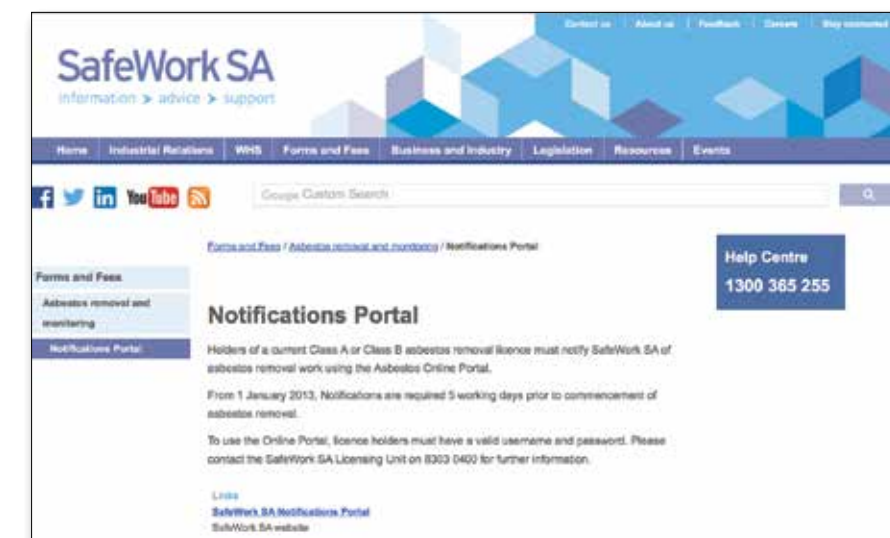 Contact us | About us | Feedback | Careers | Stay connected
SafeWork SA
information > advice > support
Home Industrial Relations WHS Forms and Fees Business and Industry Legislation Resources Events
f in You Tube
Google Custom Search
Forms and Fees / Asbestos removal and monitoring / Notifications Portal
Help Centre
1300 365 255
Forms and Fees
Asbestos removal and
monitoring
Notifications Portal
Notifications Portal
Holders of a current Class A or Class B asbestos removal licence must notify SafeWork SA of
asbestos removal work using the Asbestos Online Portal.
From 1 January 2013, Notifications are required 5 working days prior to commencement of
asbestos removal.
To use the Online Portal, licence holders must have a valid username and password. Please
contact the SafeWork SA Licensing Unit on 8303 0400 for further information.
Links
SafeWork SA Notifications Portal
SafeWork SA website